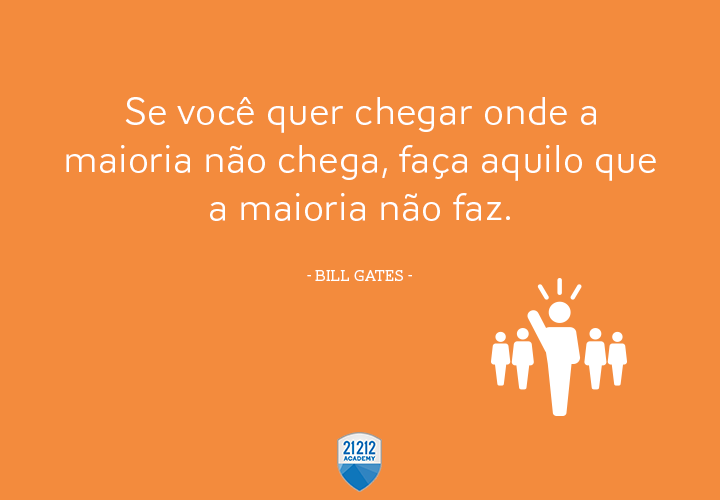 Se você quer chegar onde a
maioria não chega, faça aquilo que
a maioria não faz.
- BILL GATES -
21212
ACADEMY